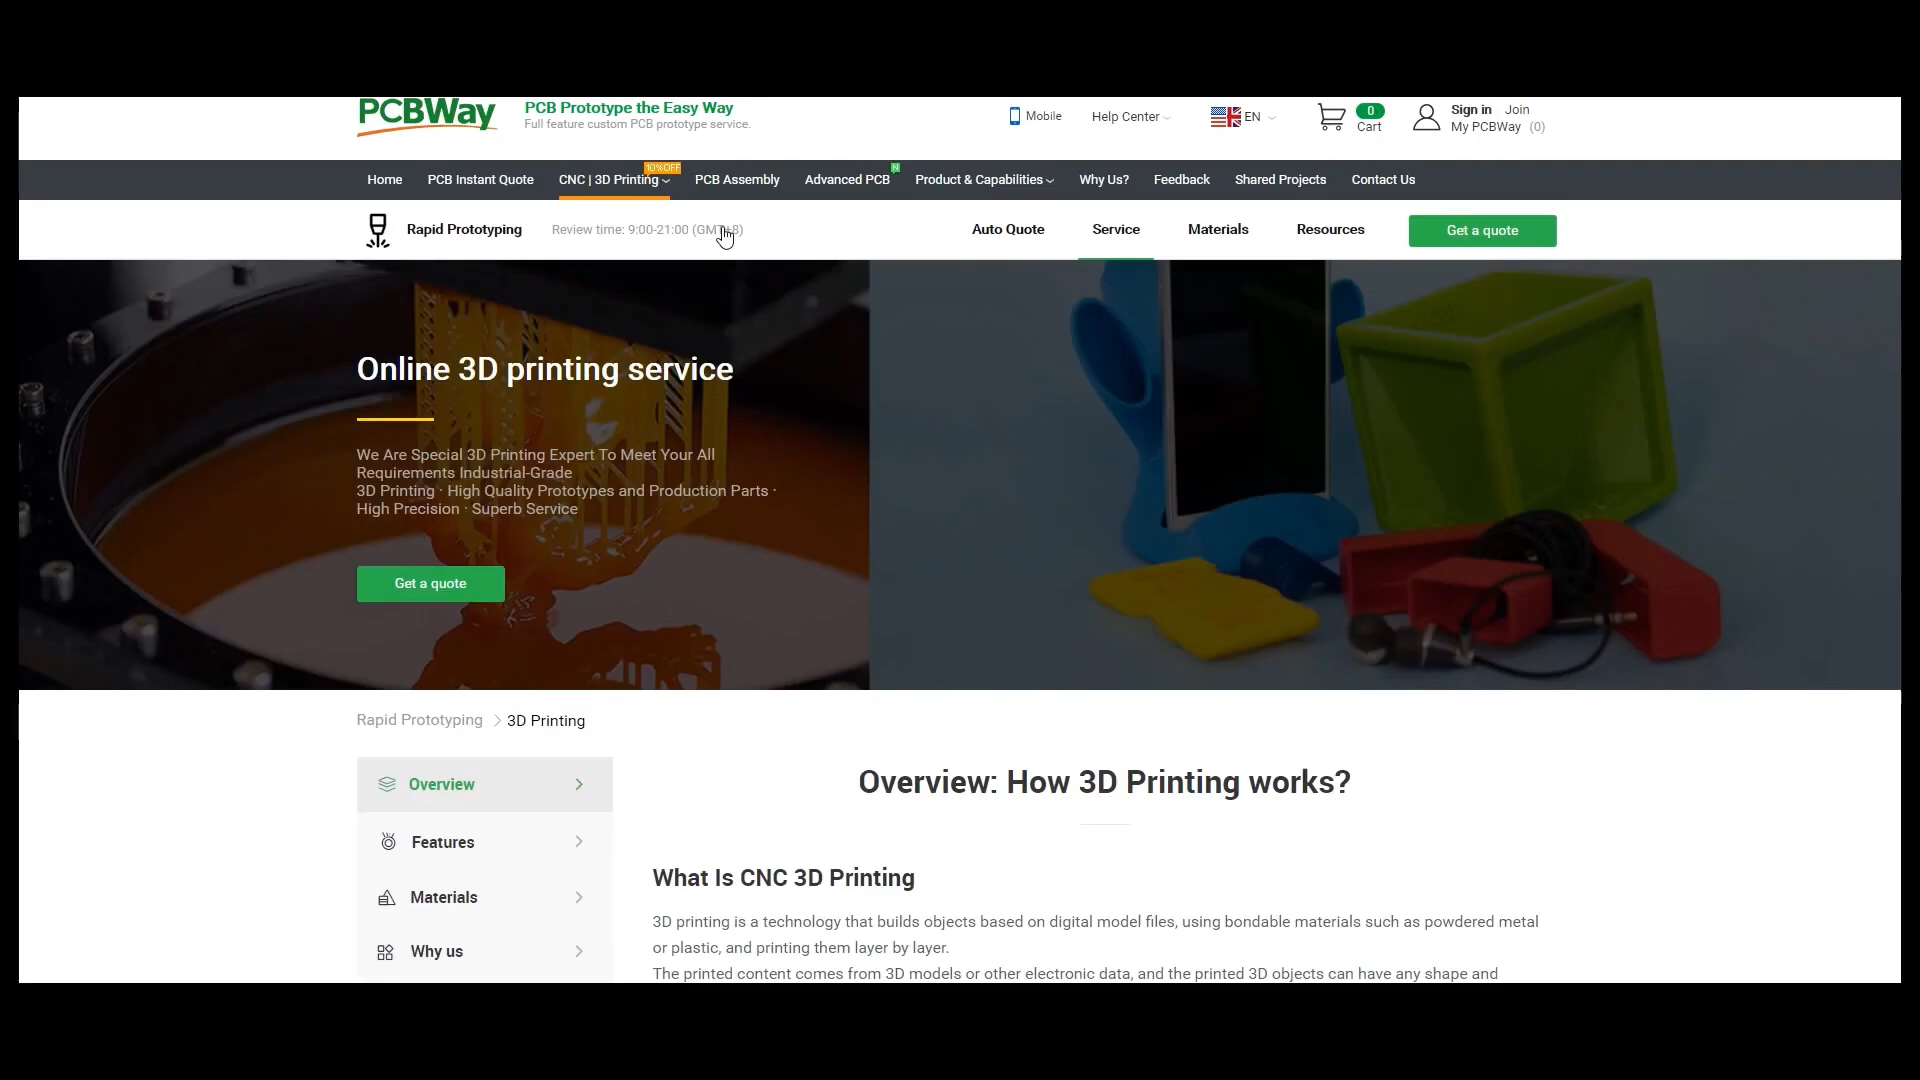 PCBWay
PCB Prototype the Easy Way
Full feature custom PCB prototype service.
Mobile
Help Center
EN
0
Cart
Sign in Join
My PCBWay (0)
10%OFF
N
Home PCB Instant Quote CNC | 3D Printing PCB Assembly Advanced PCB Product & Capabilities Why Us? Feedback Shared Projects Contact Us
Rapid Prototyping Review time: 9:00-21:00 Auto Quote Service Materials Resources Get a quote
Online 3D printing service
We Are Special 3D Printing Expert To Meet Your All
Requirements Industrial-Grade
3D Printing · High Quality Prototypes and Production Parts ·
High Precision · Superb Service
Get a quote
Rapid Prototyping > 3D Printing
Overview
Features
Materials
Why us
Overview: How 3D Printing works?
What Is CNC 3D Printing
3D printing is a technology that builds objects based on digital model files, using bondable materials such as powdered metal
or plastic, and printing them layer by layer.
The printed content comes from 3D models or other electronic data, and the printed 3D objects can have any shape and